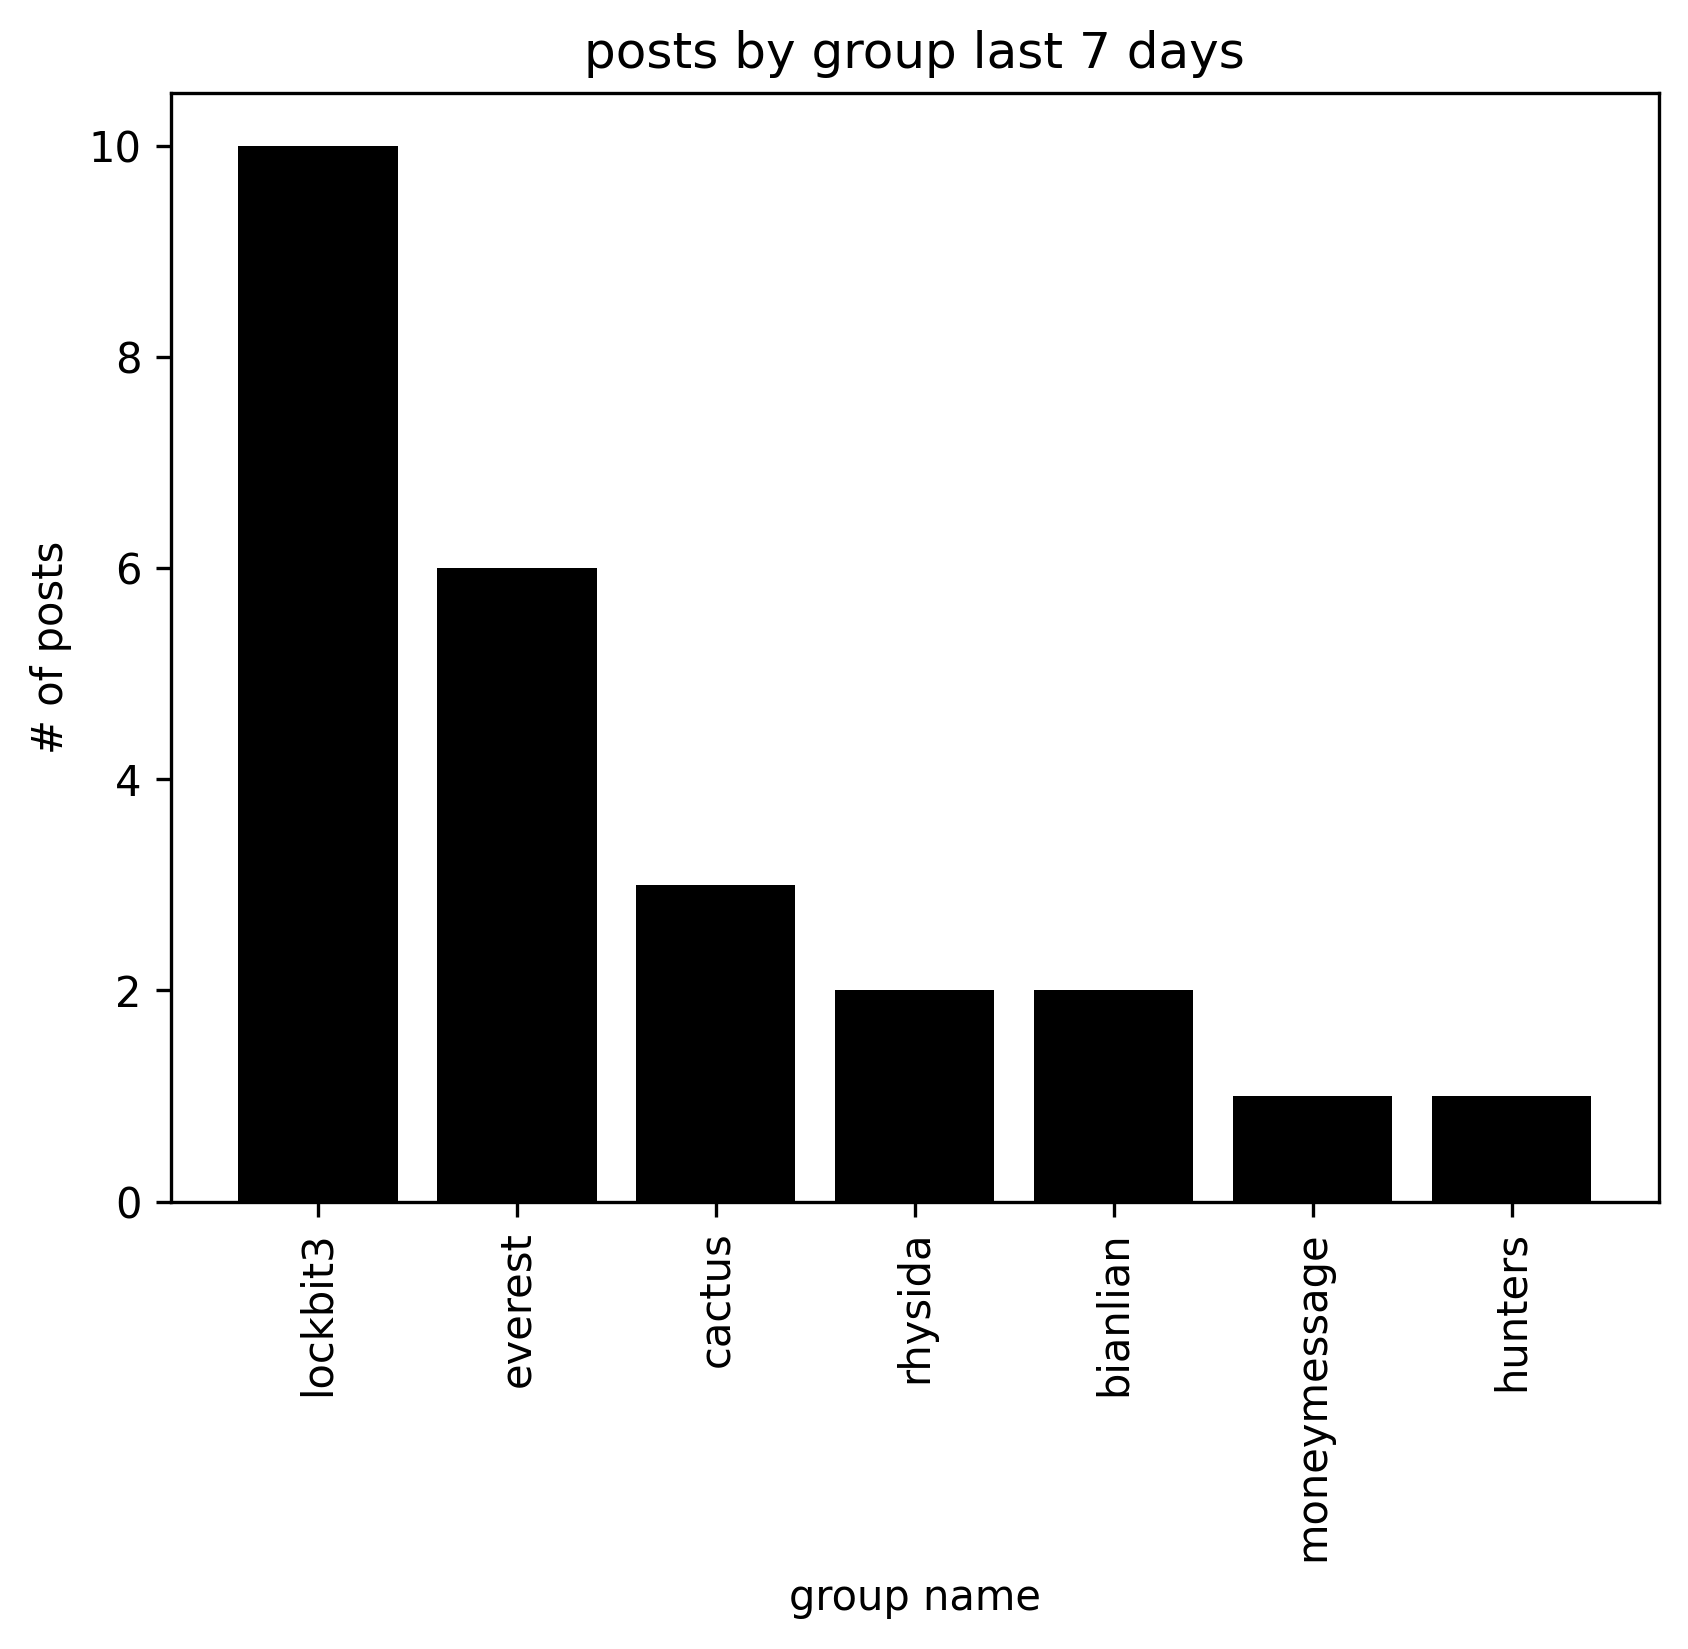 posts by group last 7 days
10
8
6
4
2
0
# of posts
lockbit3
everest
cactus
rhysida
bianlian
moneymessage
hunters
group name